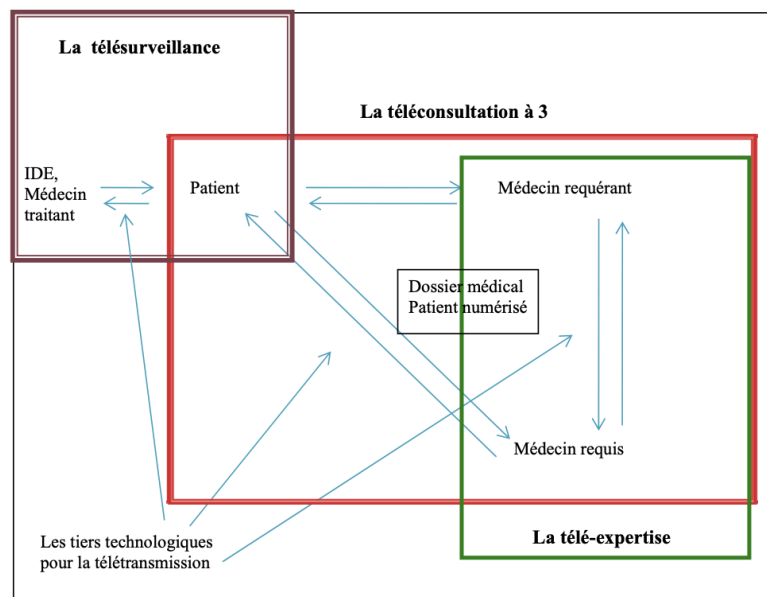 La télésurveillance
La téléconsultation à 3
IDE,
Médecin
traitant
Patient
Médecin requérant
Dossier médical
Patient numérisé
Médecin requis
Les tiers technologiques
pour la télétransmission
La télé-expertise